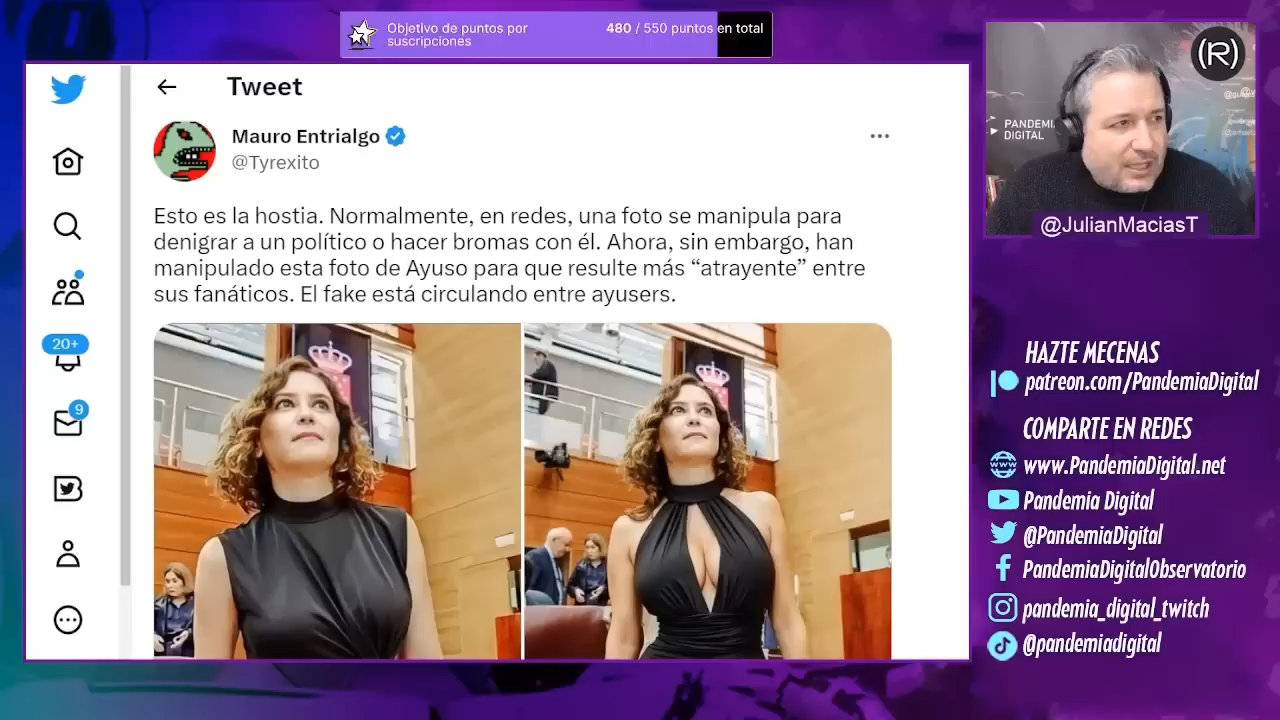 Objetivo de puntos por
suscripciones
480 / 550 puntos en total
Tweet
Mauro Entrialgo
@Tyrexito
Esto es la hostia. Normalmente, en redes, una foto se manipula para
denigrar a un político o hacer bromas con él. Ahora, sin embargo, han
manipulado esta foto de Ayuso para que resulte más “atrayente” entre
sus fanáticos. El fake está circulando entre ayusers.
20+
9
(R)
PANDEMI
DIGITAL
@JulianMaciasT
HAZTE MECENAS
patreon.com/PandemiaDigital
COMPARTE EN REDES
www
www.PandemiaDigital.net
Pandemia Digital
@PandemiaDigital
PandemiaDigitalObservatorio
pandemia_digital_twitch
@pandemiadigital